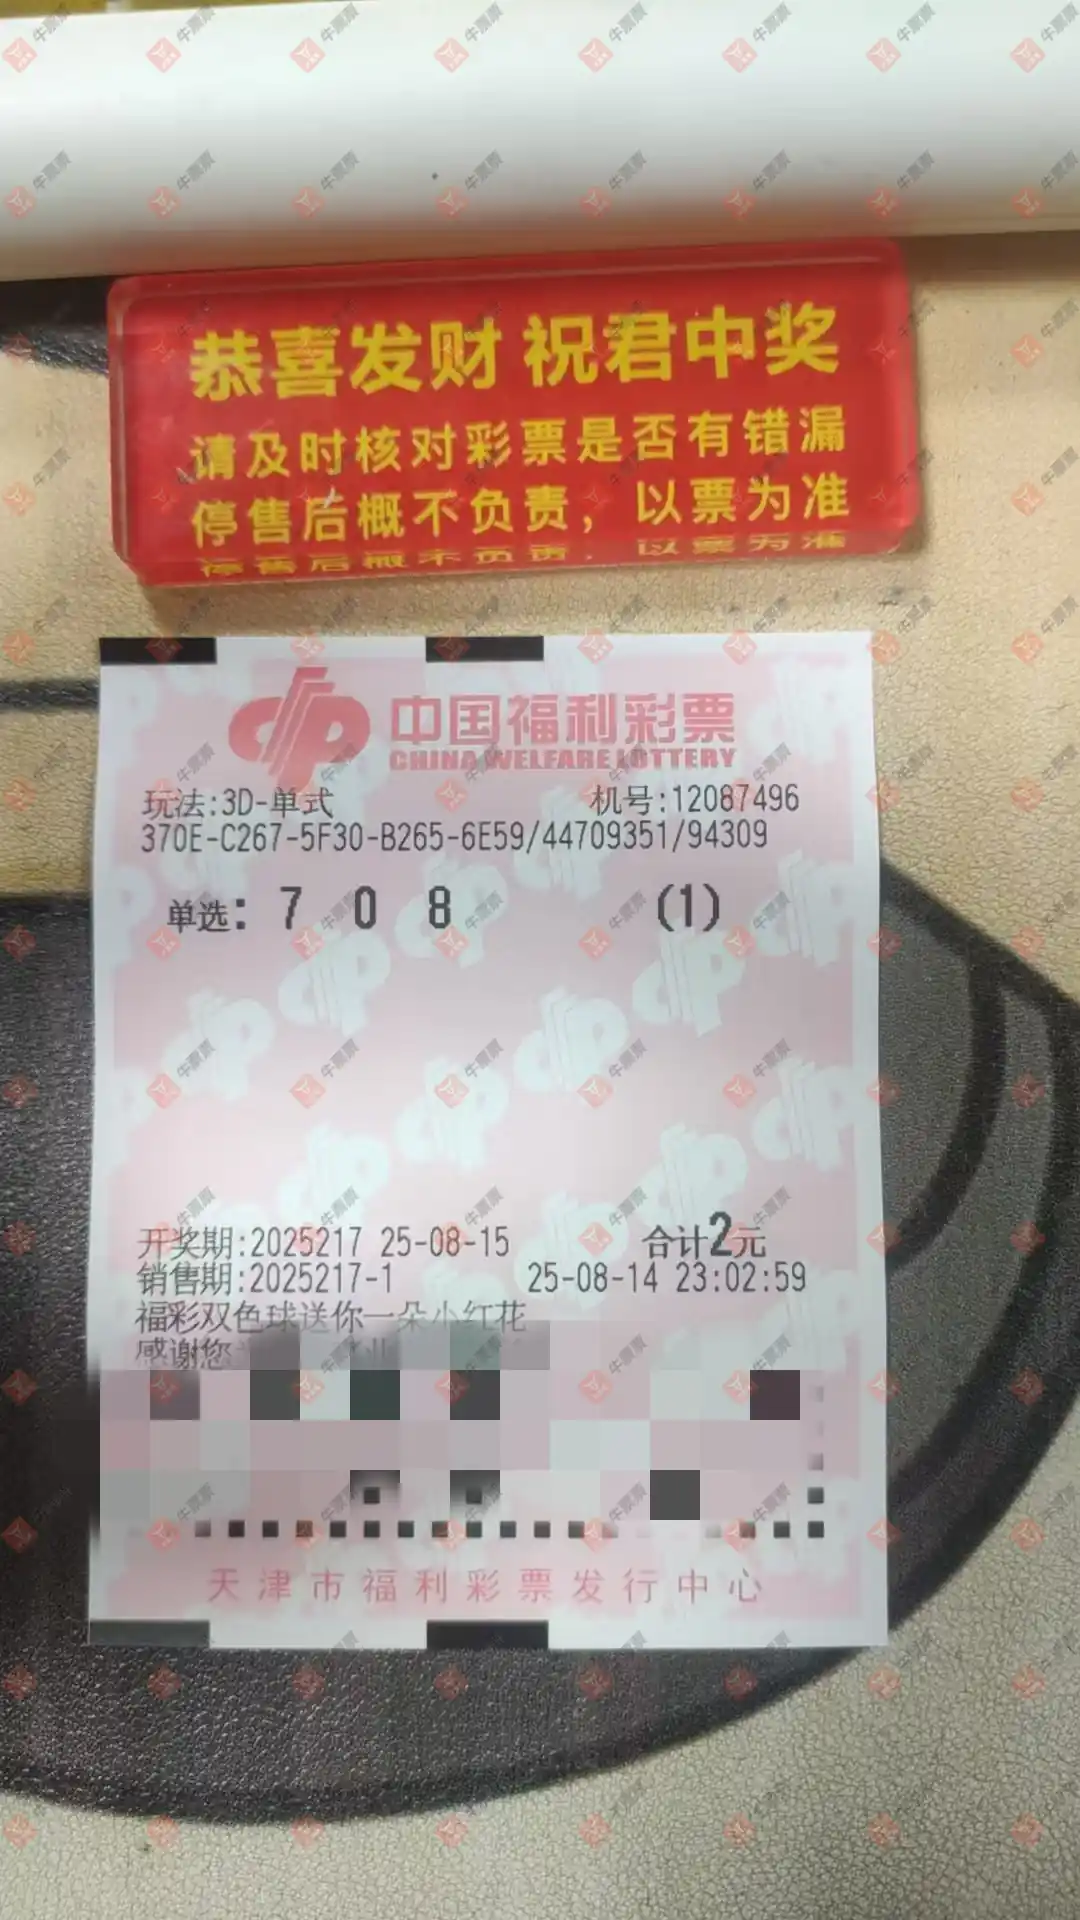 恭喜发财 祝君中奖
请及时核对彩票是否有错漏
停售后概不负责，以票为准
中国福利彩票
CHINA WELFARE LOTTERY
玩法:3D-单式 机号:12087496
370E-C267-5F30-B265-6E59/44709351/94309
单选: 7 0 8 (1)
开奖期:2025217 25-08-15 合计2元
销售期:2025217-1 25-08-14 23:02:59
福彩双色球送你一朵小红花
感谢您
天津市福利彩票发行中心
牛票票